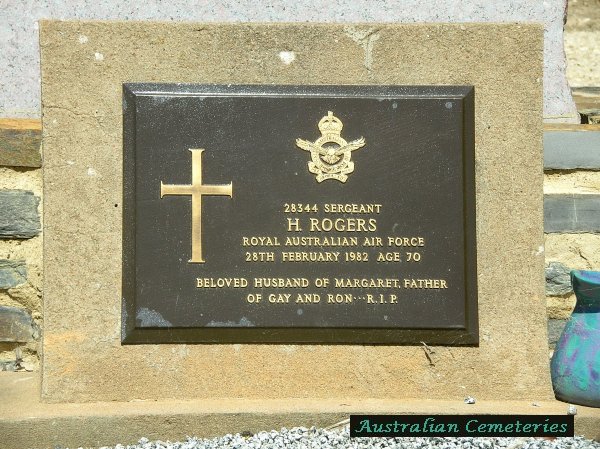 28344 SERGEANT
H. ROGERS
ROYAL AUSTRALIAN AIR FORCE
28TH FEBRUARY 1982 AGE 70
BELOVED HUSBAND OF MARGARET, FATHER
OF GAY AND RON···R.I.P.
Australian Cemeteries